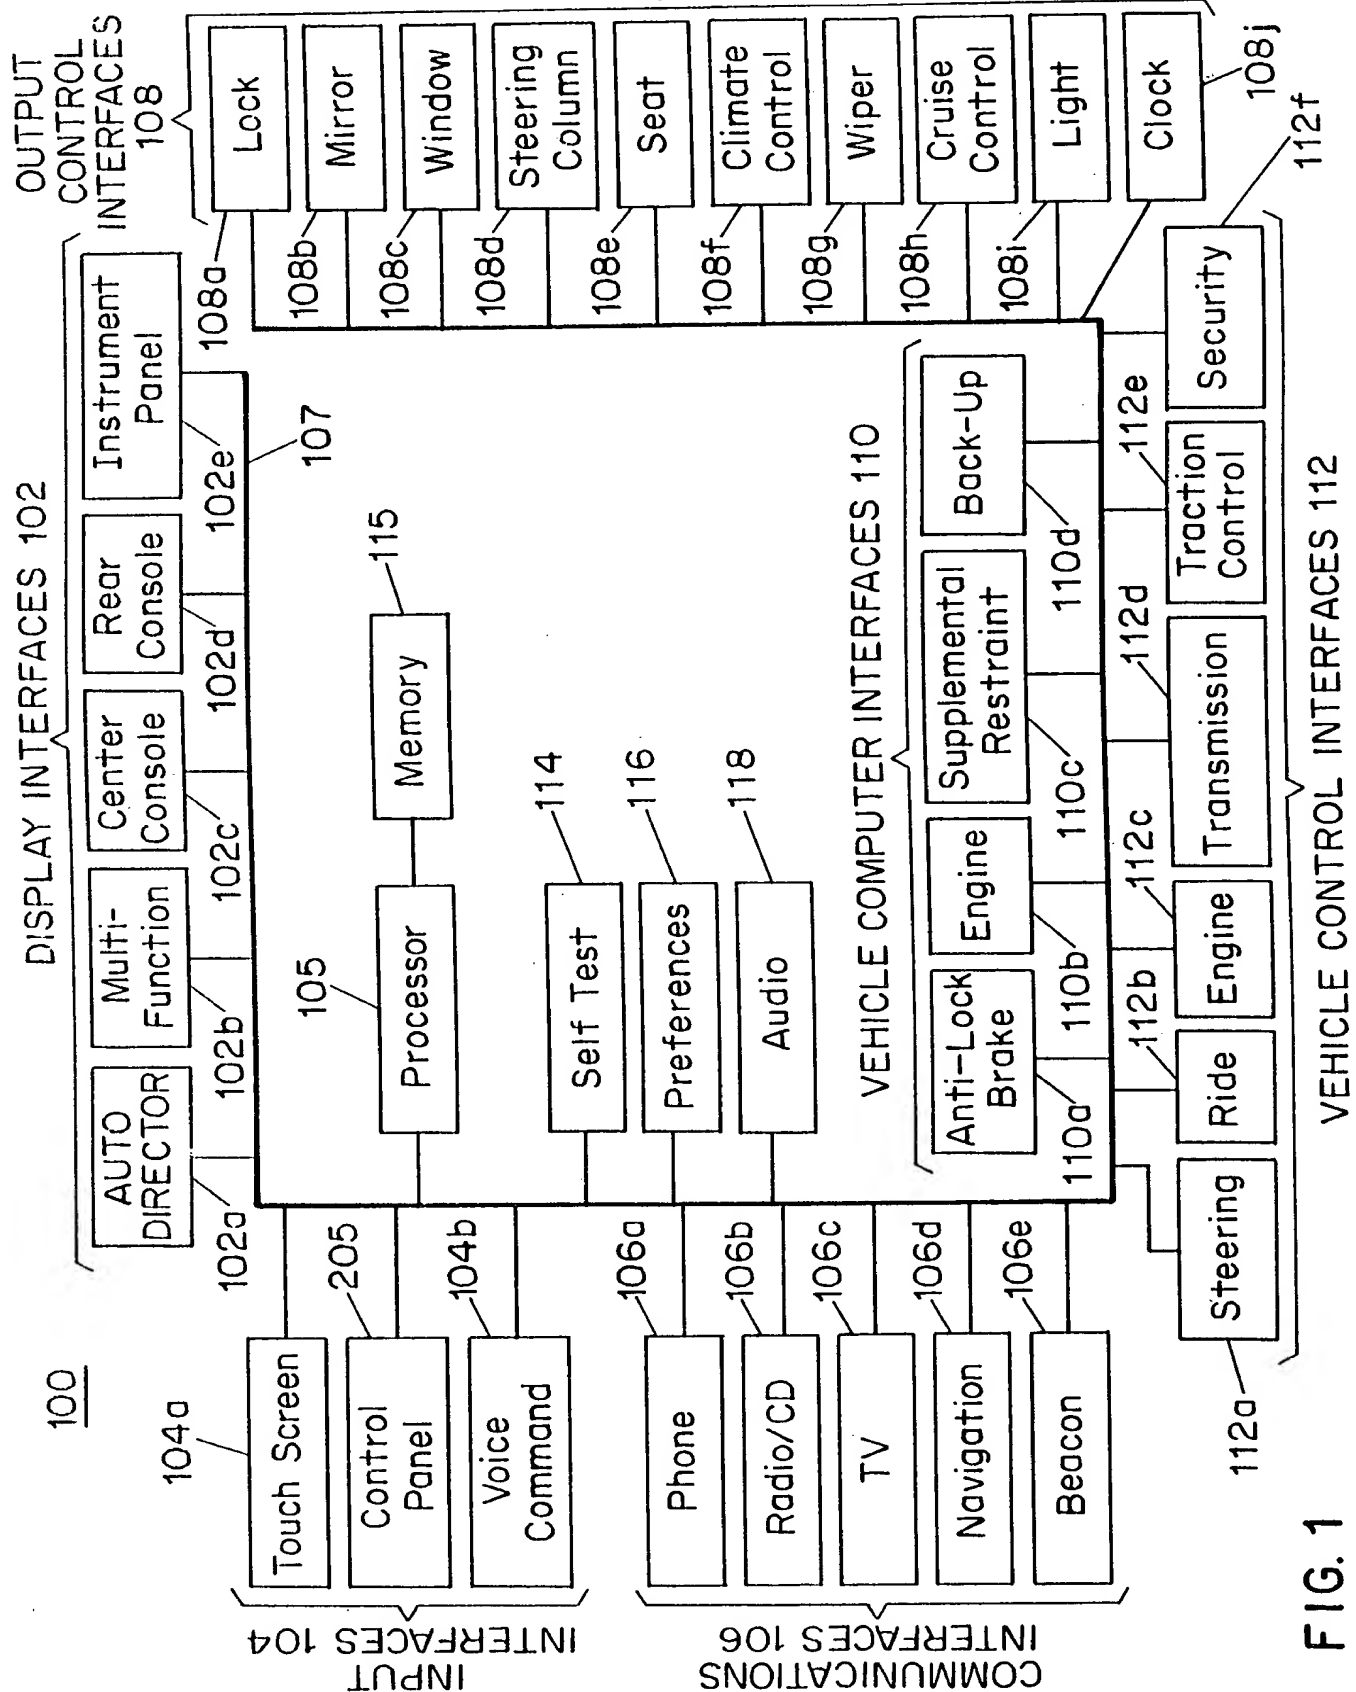 100
DISPLAY INTERFACES 102
AUTO
DIRECTOR
102a
Multi-
Function
102b
Center
Console
102c
Rear
Console
102d
Instrument
Panel
102e
107
OUTPUT
CONTROL
INTERFACES
108
Lock
108a
Mirror
108b
Window
108c
Steering
Column
108d
Seat
108e
Climate
Control
108f
Wiper
108g
Cruise
Control
108h
Light
108i
Clock
108j
INPUT
INTERFACES 104
104a
Touch Screen
205
Control
Panel
104b
Voice
Command
105
Processor
Memory
115
Self Test
114
Preferences
116
Audio
118
COMMUNICATIONS
INTERFACES 106
Phone
106a
Radio/CD
106b
TV
106c
Navigation
106d
Beacon
106e
VEHICLE COMPUTER INTERFACES 110
Anti-Lock
Brake
110a
Engine
110b
Supplemental
Restraint
110c
Back-Up
110d
Steering
112a
Ride
112b
Engine
112c
Transmission
112d
Traction
Control
112e
Security
112f
VEHICLE CONTROL INTERFACES 112
FIG. 1